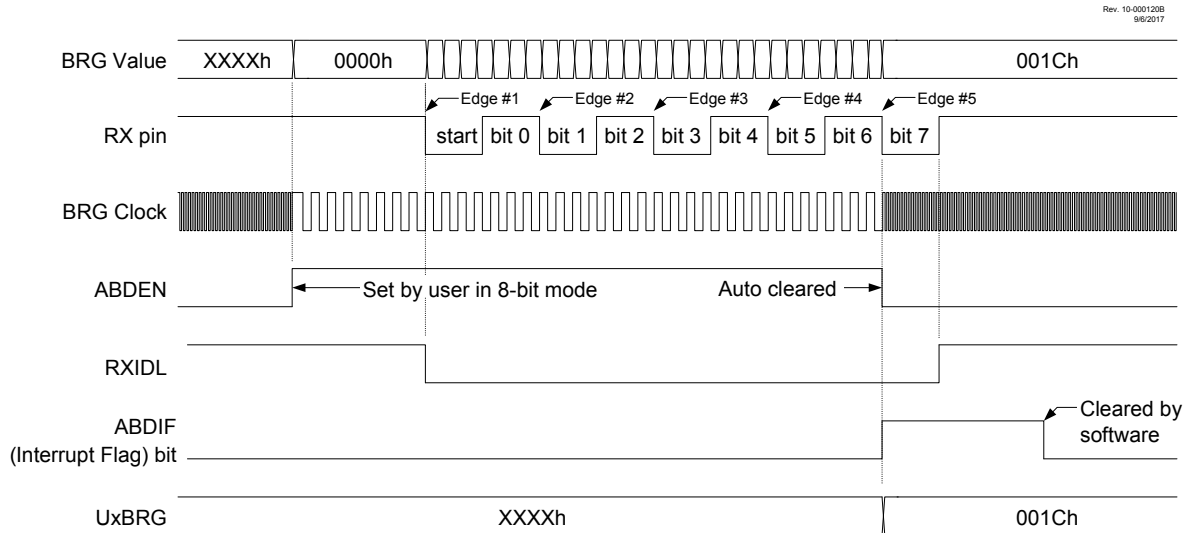 Rev. 10-000120B
9/6/2017
BRG Value XXXXh 0000h 001Ch
Edge #1 Edge #2 Edge #3 Edge #4 Edge #5
RX pin start bit 0 bit 1 bit 2 bit 3 bit 4 bit 5 bit 6 bit 7
BRG Clock
ABDEN Set by user in 8-bit mode Auto cleared
RXIDL
ABDIF
(Interrupt Flag) bit
Cleared by
software
UxBRG XXXXh 001Ch